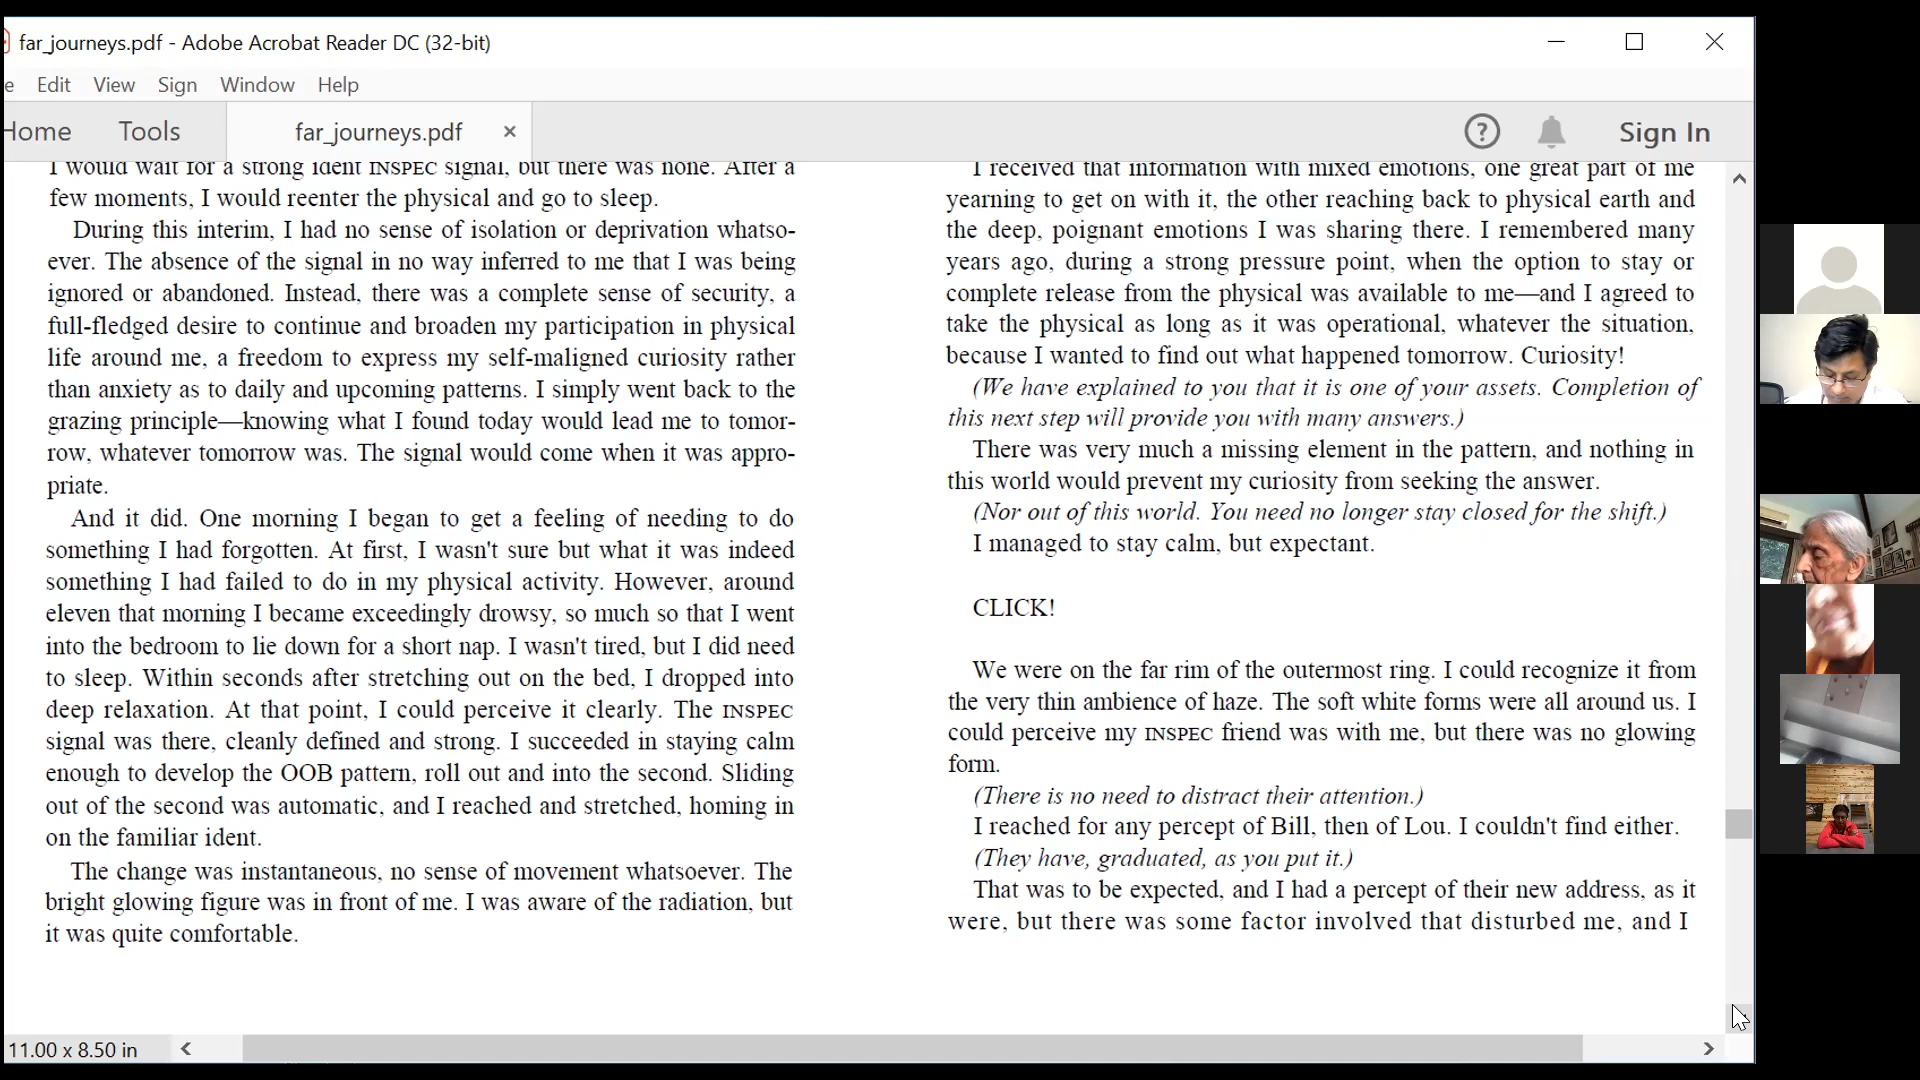 far_journeys.pdf - Adobe Acrobat Reader DC (32-bit)
e Edit View Sign Window Help
Home Tools far_journeys.pdf × ? Sign In
I would wait for a strong ident INSPEC signal, but there was none. After a
few moments, I would reenter the physical and go to sleep.
During this interim, I had no sense of isolation or deprivation whatso-
ever. The absence of the signal in no way inferred to me that I was being
ignored or abandoned. Instead, there was a complete sense of security, a
full-fledged desire to continue and broaden my participation in physical
life around me, a freedom to express my self-maligned curiosity rather
than anxiety as to daily and upcoming patterns. I simply went back to the
grazing principle—knowing what I found today would lead me to tomor-
row, whatever tomorrow was. The signal would come when it was appro-
priate.
And it did. One morning I began to get a feeling of needing to do
something I had forgotten. At first, I wasn't sure but what it was indeed
something I had failed to do in my physical activity. However, around
eleven that morning I became exceedingly drowsy, so much so that I went
into the bedroom to lie down for a short nap. I wasn't tired, but I did need
to sleep. Within seconds after stretching out on the bed, I dropped into
deep relaxation. At that point, I could perceive it clearly. The INSPEC
signal was there, cleanly defined and strong. I succeeded in staying calm
enough to develop the OOB pattern, roll out and into the second. Sliding
out of the second was automatic, and I reached and stretched, homing in
on the familiar ident.
The change was instantaneous, no sense of movement whatsoever. The
bright glowing figure was in front of me. I was aware of the radiation, but
it was quite comfortable.
I received that information with mixed emotions, one great part of me
yearning to get on with it, the other reaching back to physical earth and
the deep, poignant emotions I was sharing there. I remembered many
years ago, during a strong pressure point, when the option to stay or
complete release from the physical was available to me—and I agreed to
take the physical as long as it was operational, whatever the situation,
because I wanted to find out what happened tomorrow. Curiosity!
(We have explained to you that it is one of your assets. Completion of
this next step will provide you with many answers.)
There was very much a missing element in the pattern, and nothing in
this world would prevent my curiosity from seeking the answer.
(Nor out of this world. You need no longer stay closed for the shift.)
I managed to stay calm, but expectant.
CLICK!
We were on the far rim of the outermost ring. I could recognize it from
the very thin ambience of haze. The soft white forms were all around us. I
could perceive my INSPEC friend was with me, but there was no glowing
form.
(There is no need to distract their attention.)
I reached for any percept of Bill, then of Lou. I couldn't find either.
(They have, graduated, as you put it.)
That was to be expected, and I had a percept of their new address, as it
were, but there was some factor involved that disturbed me, and I
11.00 x 8.50 in